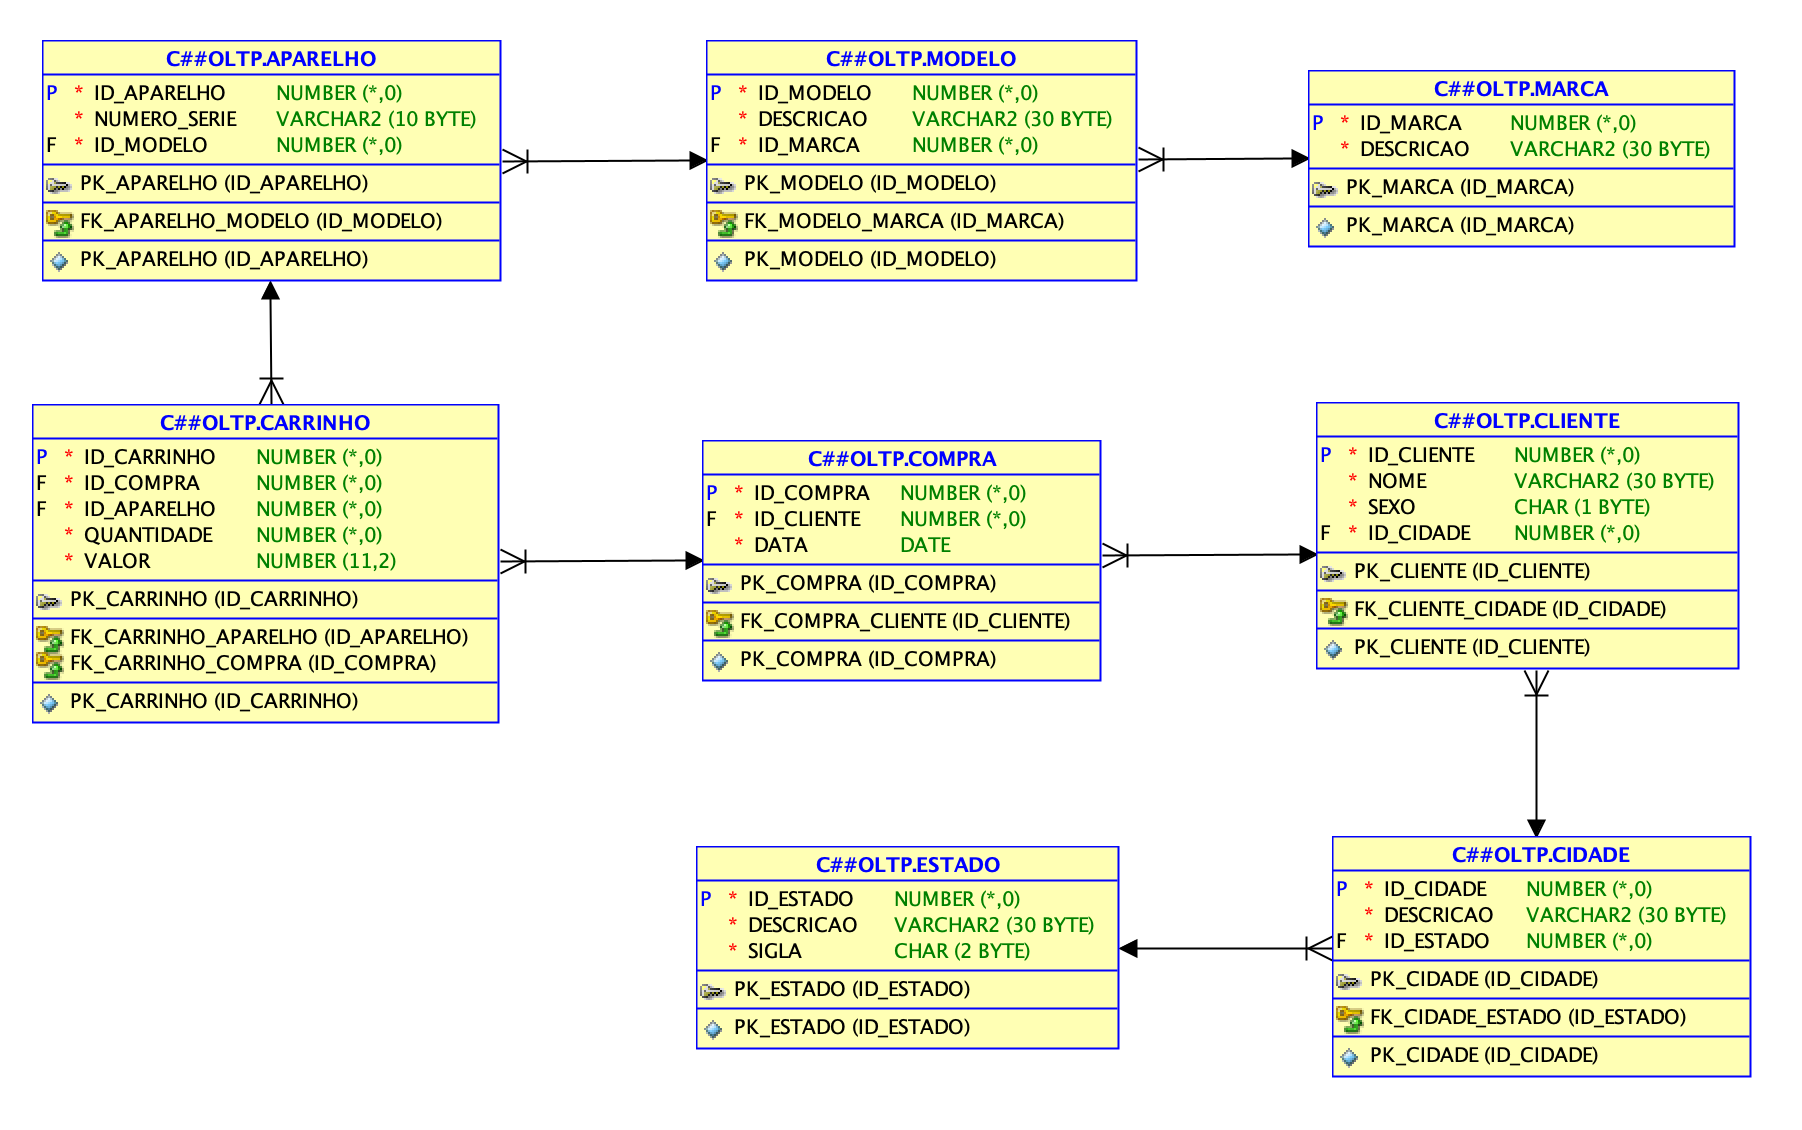 C##OLTP.APARELHO
P * ID_APARELHO NUMBER (*,0)
* NUMERO_SERIE VARCHAR2 (10 BYTE)
F * ID_MODELO NUMBER (*,0)
PK_APARELHO (ID_APARELHO)
FK_APARELHO_MODELO (ID_MODELO)
PK_APARELHO (ID_APARELHO)
C##OLTP.MODELO
P * ID_MODELO NUMBER (*,0)
* DESCRICAO VARCHAR2 (30 BYTE)
F * ID_MARCA NUMBER (*,0)
PK_MODELO (ID_MODELO)
FK_MODELO_MARCA (ID_MARCA)
PK_MODELO (ID_MODELO)
C##OLTP.MARCA
P * ID_MARCA NUMBER (*,0)
* DESCRICAO VARCHAR2 (30 BYTE)
PK_MARCA (ID_MARCA)
PK_MARCA (ID_MARCA)
C##OLTP.CARRINHO
P * ID_CARRINHO NUMBER (*,0)
F * ID_COMPRA NUMBER (*,0)
F * ID_APARELHO NUMBER (*,0)
* QUANTIDADE NUMBER (*,0)
* VALOR NUMBER (11,2)
PK_CARRINHO (ID_CARRINHO)
FK_CARRINHO_APARELHO (ID_APARELHO)
FK_CARRINHO_COMPRA (ID_COMPRA)
PK_CARRINHO (ID_CARRINHO)
C##OLTP.COMPRA
P * ID_COMPRA NUMBER (*,0)
F * ID_CLIENTE NUMBER (*,0)
* DATA DATE
PK_COMPRA (ID_COMPRA)
FK_COMPRA_CLIENTE (ID_CLIENTE)
PK_COMPRA (ID_COMPRA)
C##OLTP.CLIENTE
P * ID_CLIENTE NUMBER (*,0)
* NOME VARCHAR2 (30 BYTE)
* SEXO CHAR (1 BYTE)
F * ID_CIDADE NUMBER (*,0)
PK_CLIENTE (ID_CLIENTE)
FK_CLIENTE_CIDADE (ID_CIDADE)
PK_CLIENTE (ID_CLIENTE)
C##OLTP.ESTADO
P * ID_ESTADO NUMBER (*,0)
* DESCRICAO VARCHAR2 (30 BYTE)
* SIGLA CHAR (2 BYTE)
PK_ESTADO (ID_ESTADO)
PK_ESTADO (ID_ESTADO)
C##OLTP.CIDADE
P * ID_CIDADE NUMBER (*,0)
* DESCRICAO VARCHAR2 (30 BYTE)
F * ID_ESTADO NUMBER (*,0)
PK_CIDADE (ID_CIDADE)
FK_CIDADE_ESTADO (ID_ESTADO)
PK_CIDADE (ID_CIDADE)